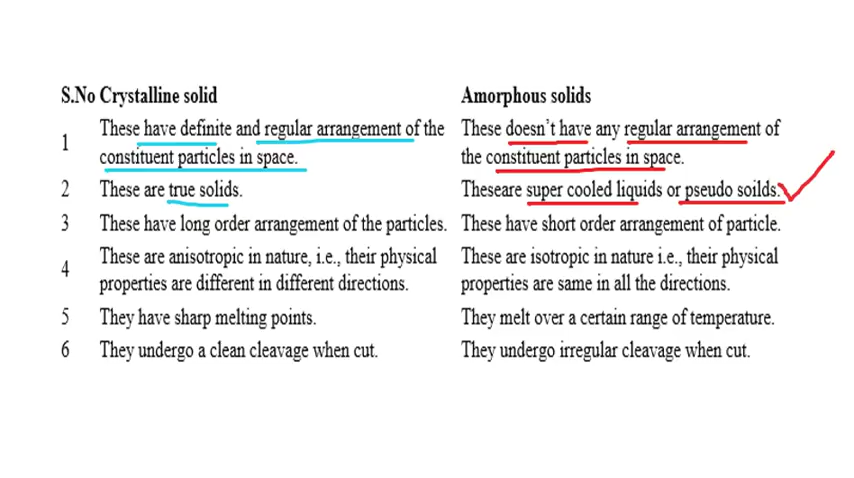 S.No Crystalline solid Amorphous solids
1 These have definite and regular arrangement of the These doesn't have any regular arrangement of
constituent particles in space. the constituent particles in space.
2 These are true solids. Theseare super cooled liquids or pseudo soilds.
3 These have long order arrangement of the particles. These have short order arrangement of particle.
4 These are anisotropic in nature, i.e., their physical These are isotropic in nature i.e., their physical
properties are different in different directions. properties are same in all the directions.
5 They have sharp melting points. They melt over a certain range of temperature.
6 They undergo a clean cleavage when cut. They undergo irregular cleavage when cut.